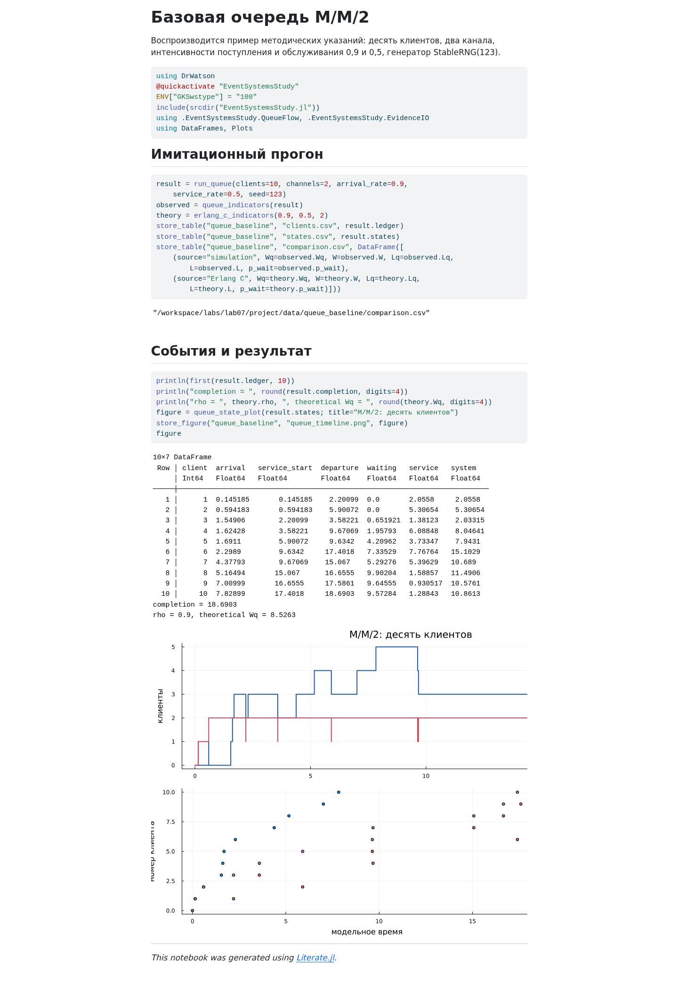 Базовая очередь M/M/2
Воспроизводится пример методических указаний: десять клиентов, два канала,
интенсивности поступления и обслуживания 0,9 и 0,5, генератор StableRNG(123).
using DrWatson
@quickactivate "EventSystemsStudy"
ENV["GKSwstype"] = "100"
include(srcdir("EventSystemsStudy.jl"))
using .EventSystemsStudy.QueueFlow, .EventSystemsStudy.EvidenceIO
using DataFrames, Plots
Имитационный прогон
result = run_queue(clients=10, channels=2, arrival_rate=0.9,
    service_rate=0.5, seed=123)
observed = queue_indicators(result)
theory = erlang_c_indicators(0.9, 0.5, 2)
store_table("queue_baseline", "clients.csv", result.ledger)
store_table("queue_baseline", "states.csv", result.states)
store_table("queue_baseline", "comparison.csv", DataFrame([
    (source="simulation", Wq=observed.Wq, W=observed.W, Lq=observed.Lq,
        L=observed.L, p_wait=observed.p_wait),
    (source="Erlang C", Wq=theory.Wq, W=theory.W, Lq=theory.Lq,
        L=theory.L, p_wait=theory.p_wait)]))
"/workspace/labs/lab07/project/data/queue_baseline/comparison.csv"
События и результат
println(first(result.ledger, 10))
println("completion = ", round(result.completion, digits=4))
println("rho = ", theory.rho, ", theoretical Wq = ", round(theory.Wq, digits=4))
figure = queue_state_plot(result.states; title="M/M/2: десять клиентов")
store_figure("queue_baseline", "queue_timeline.png", figure)
figure
10×7 DataFrame
 Row │ client  arrival   service_start  departure  waiting   service   system
     │ Int64   Float64   Float64        Float64    Float64   Float64   Float64
─────┼──────────────────────────────────────────────────────────────────────────
   1 │      1  0.145185       0.145185    2.20099  0.0       2.0558     2.0558
   2 │      2  0.594183       0.594183    5.90072  0.0       5.30654    5.30654
   3 │      3  1.54906        2.20099     3.58221  0.651921  1.38123    2.03315
   4 │      4  1.62428        3.58221     9.67069  1.95793   6.08848    8.04641
   5 │      5  1.6911         5.90072     9.6342   4.20962   3.73347    7.9431
   6 │      6  2.2989         9.6342     17.4018   7.33529   7.76764   15.1029
   7 │      7  4.37793        9.67069    15.067    5.29276   5.39629   10.689
   8 │      8  5.16494       15.067      16.6555   9.90204   1.58857   11.4906
   9 │      9  7.00999       16.6555     17.5861   9.64555   0.930517  10.5761
  10 │     10  7.82899       17.4018     18.6903   9.57284   1.28843   10.8613
completion = 18.6903
rho = 0.9, theoretical Wq = 8.5263
M/M/2: десять клиентов
5
4
3
2
1
0
клиенты
0 5 10
10.0
7.5
5.0
2.5
0.0
номер клиента
0 5 10 15
модельное время
This notebook was generated using Literate.jl.